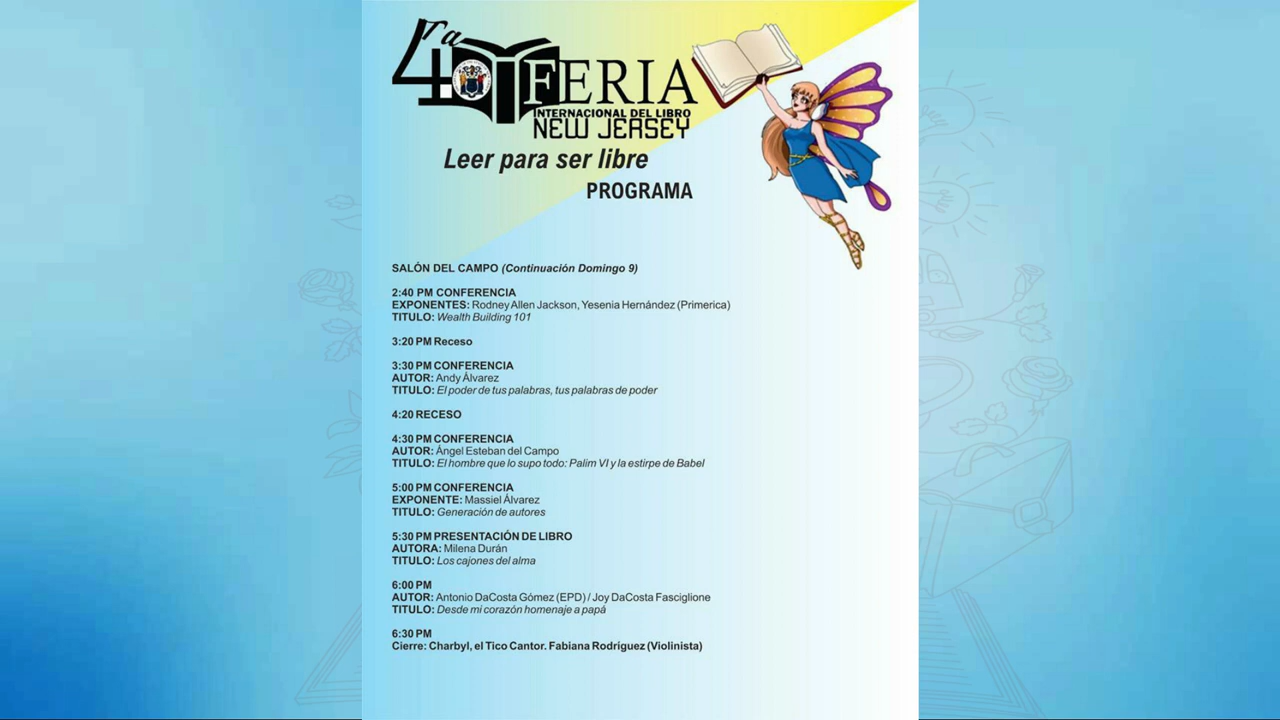 4.ra FERIA
INTERNACIONAL DEL LIBRO
NEW JERSEY
Leer para ser libre
PROGRAMA
SALÓN DEL CAMPO (Continuación Domingo 9)
2:40 PM CONFERENCIA
EXPONENTES: Rodney Allen Jackson, Yesenia Hernández (Primerica)
TITULO: Wealth Building 101
3:20 PM Receso
3:30 PM CONFERENCIA
AUTOR: Andy Álvarez
TITULO: El poder de tus palabras, tus palabras de poder
4:20 RECESO
4:30 PM CONFERENCIA
AUTOR: Ángel Esteban del Campo
TITULO: El hombre que lo supo todo: Palim VI y la estirpe de Babel
5:00 PM CONFERENCIA
EXPONENTE: Massiel Álvarez
TITULO: Generación de autores
5:30 PM PRESENTACIÓN DE LIBRO
AUTORA: Milena Durán
TITULO: Los cajones del alma
6:00 PM
AUTOR: Antonio DaCosta Gómez (EPD) / Joy DaCosta Fasciglione
TITULO: Desde mi corazón homenaje a papá
6:30 PM
Cierre: Charbyl, el Tico Cantor. Fabiana Rodríguez (Violinista)